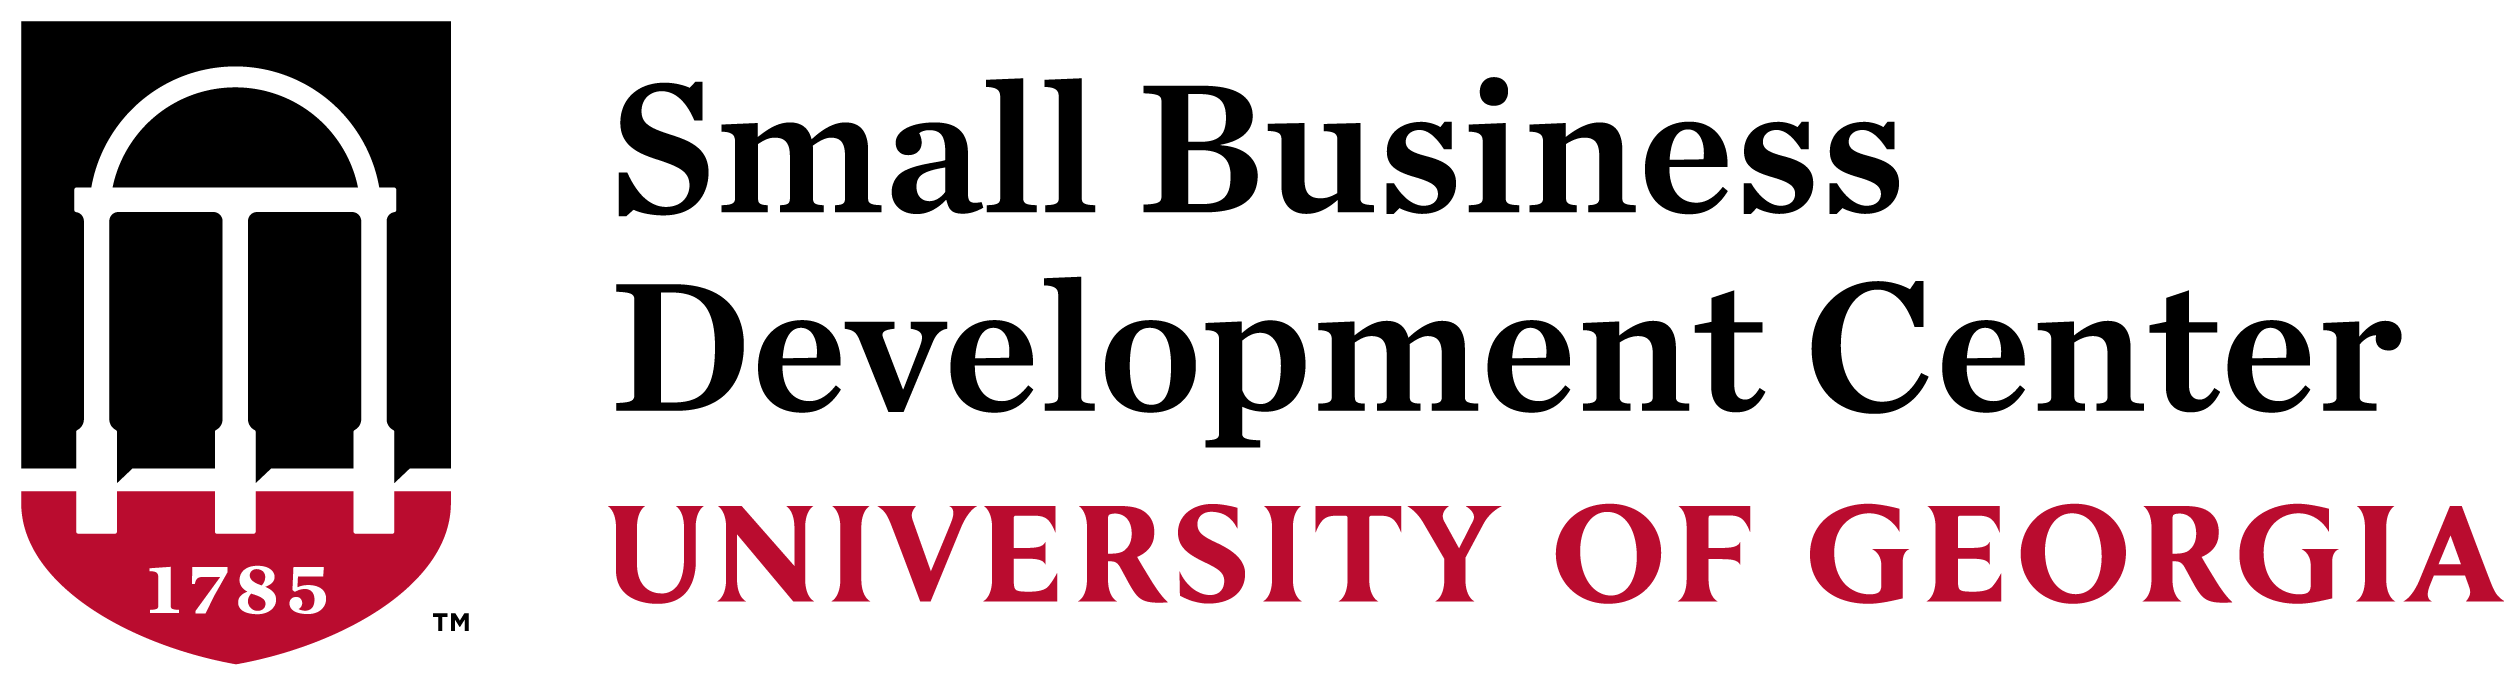 Small Business
Development Center
UNIVERSITY OF GEORGIA
1785
TM